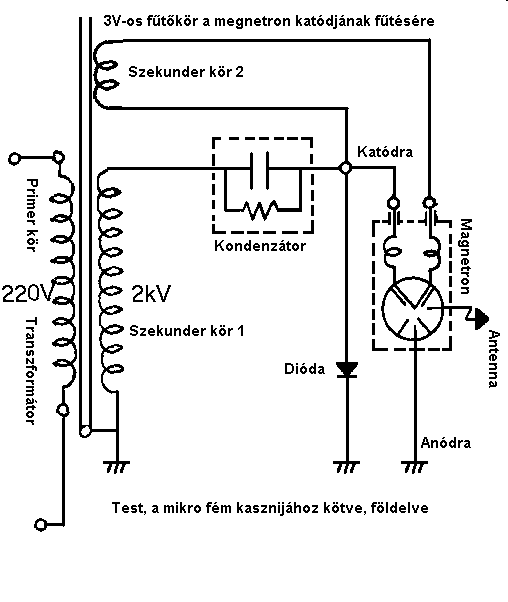 3V-os fűtőkör a megnetron katódjának fűtésére
Szekunder kör 2
Katódra
Kondenzátor
Primer kör
Magnetron
220V
2kV
Transzformátor
Szekunder kör 1
Antenna
Dióda
Anódra
Test, a mikro fém kasznijához kötve, földelve